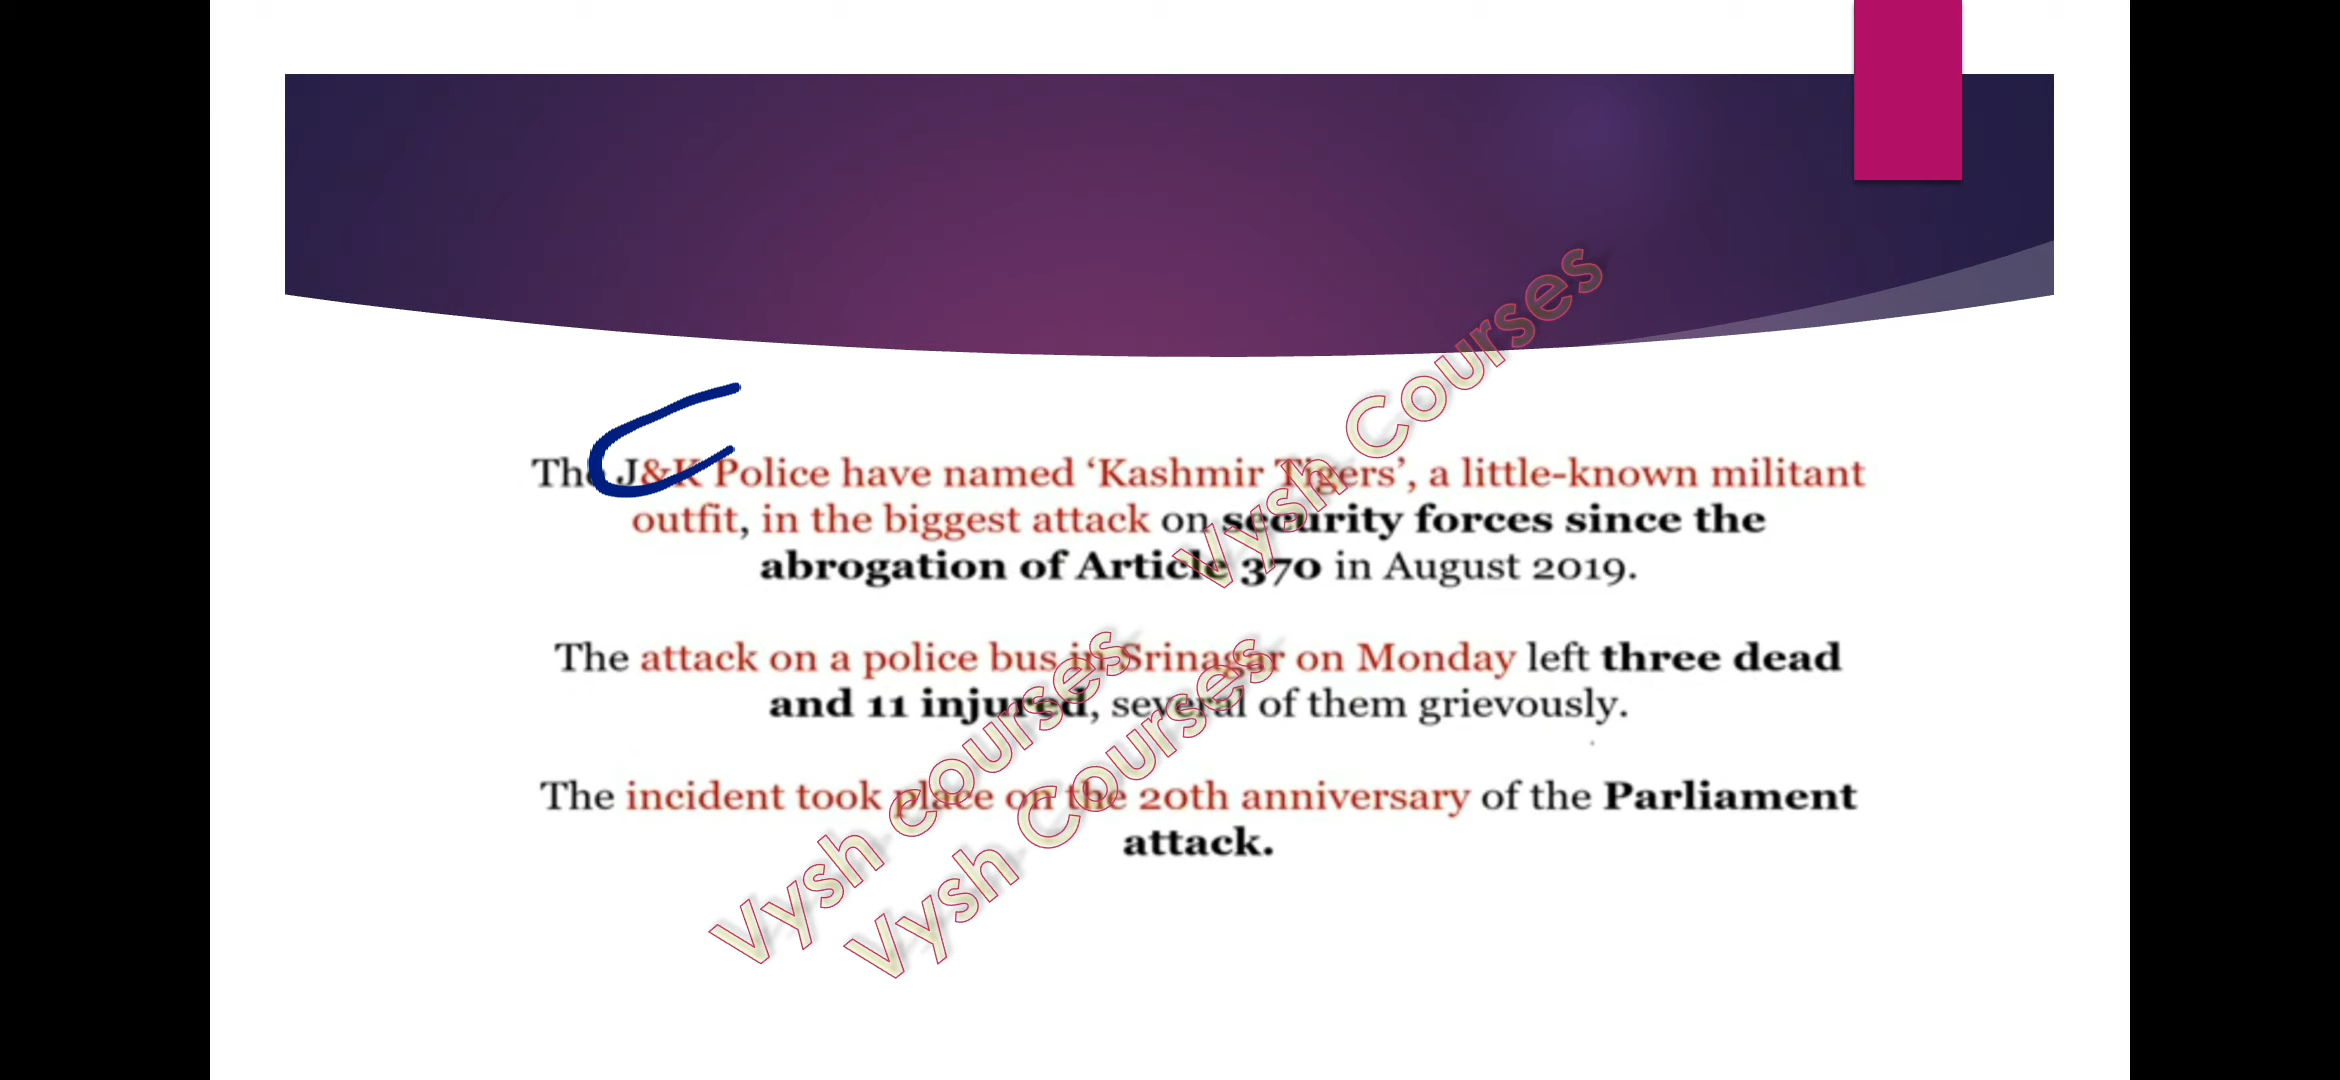 The J&K Police have named ‘Kashmir Tigers’, a little-known militant
outfit, in the biggest attack on security forces since the
abrogation of Article 370 in August 2019.
The attack on a police bus in Srinagar on Monday left three dead
and 11 injured, several of them grievously.
The incident took place on the 20th anniversary of the Parliament
attack.
Vysh Courses
Vysh courses
Vysh Courses